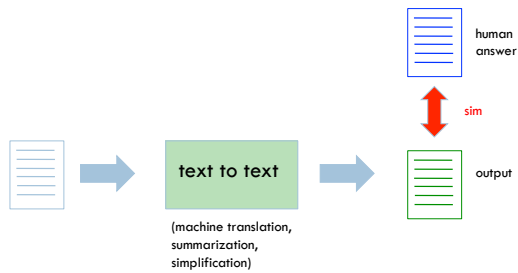 human
answer
sim
text to text
output
(machine translation,
summarization,
simplification)